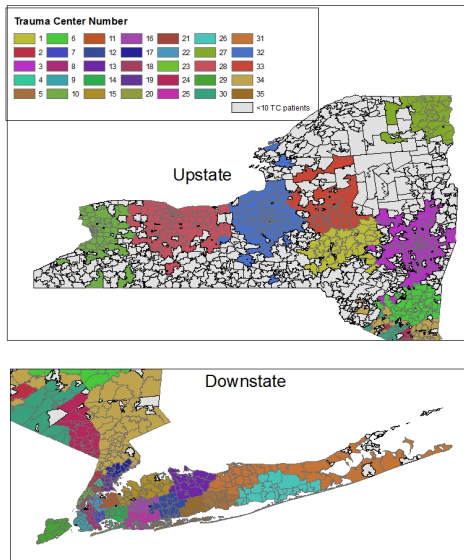 Trauma Center Number
1 6 11 16 21 26 31
2 7 12 17 22 27 32
3 8 13 18 23 28 33
4 9 14 19 24 29 34
5 10 15 20 25 30 35
<10 TC patients
Upstate
Downstate